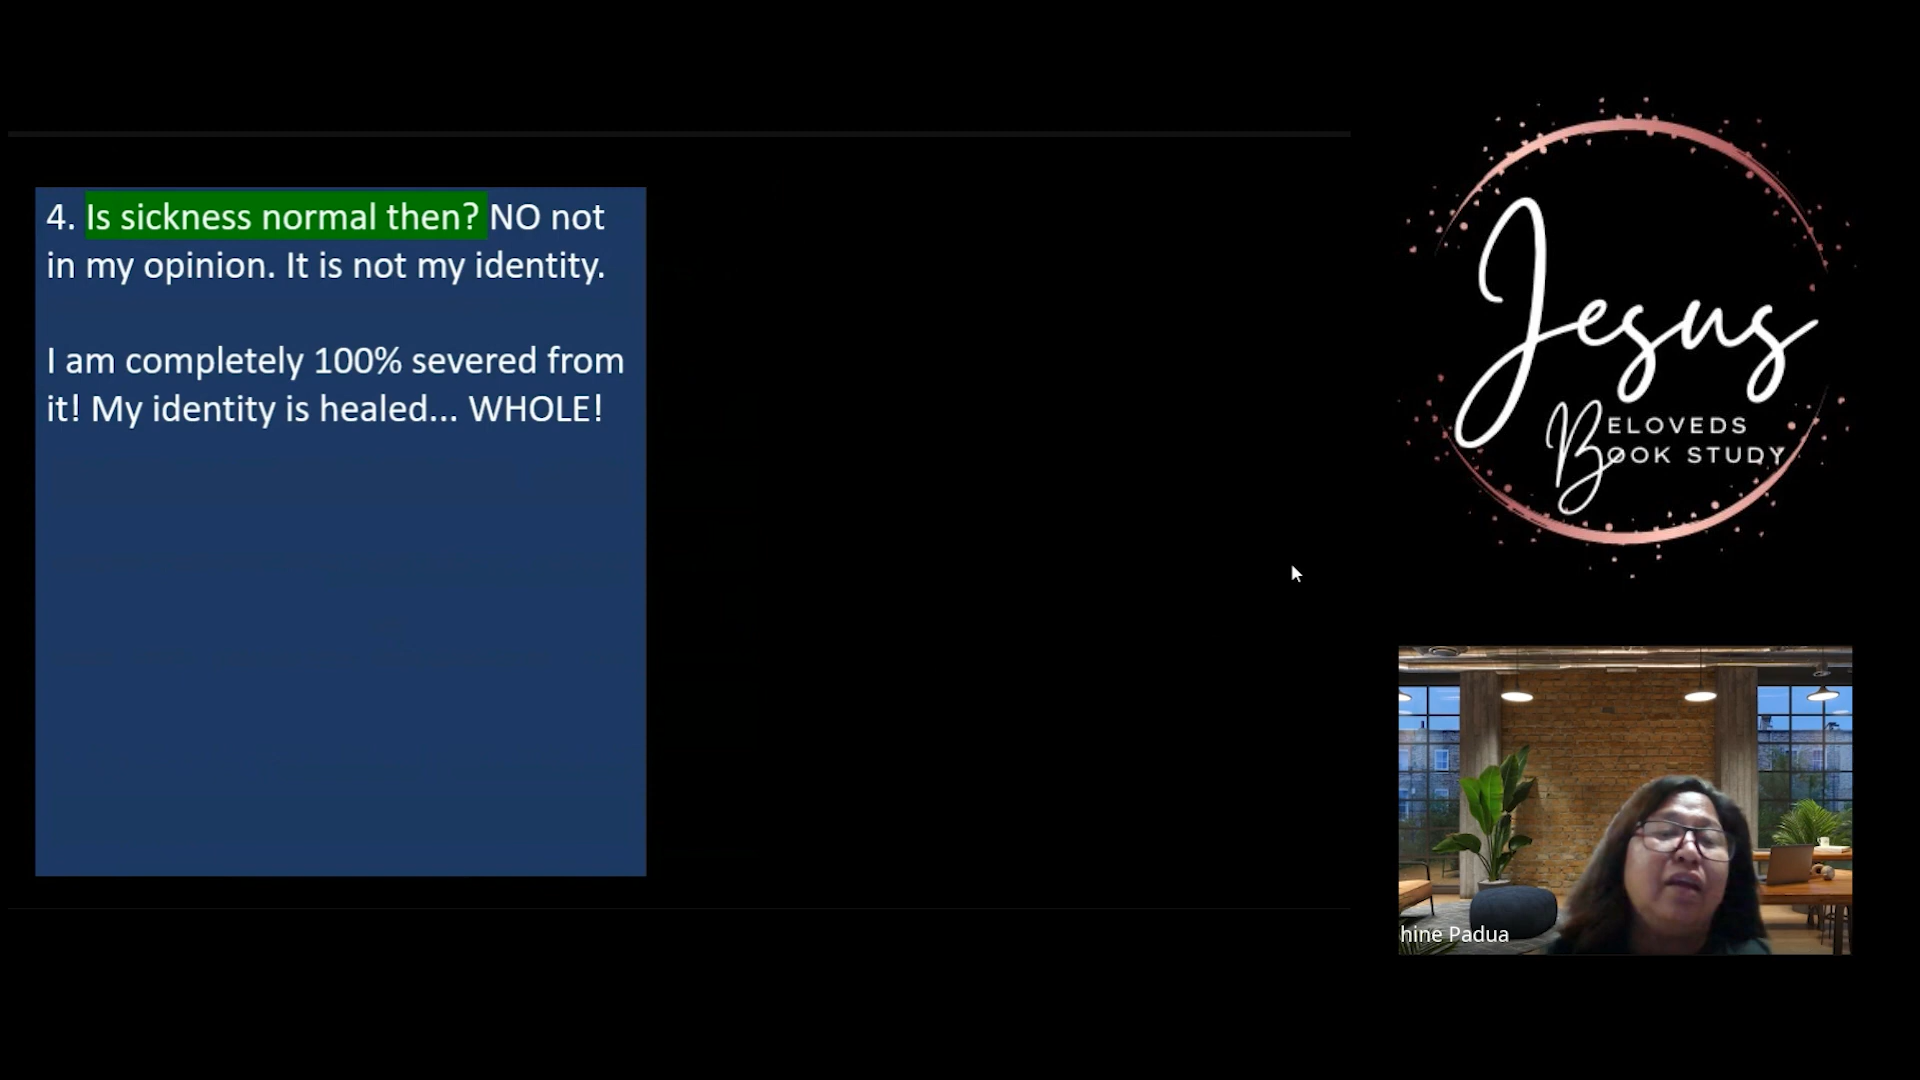 4. Is sickness normal then? NO not
in my opinion. It is not my identity.
I am completely 100% severed from
it! My identity is healed... WHOLE!
Jesus
BELOVEDS
BOOK STUDY
hine Padua